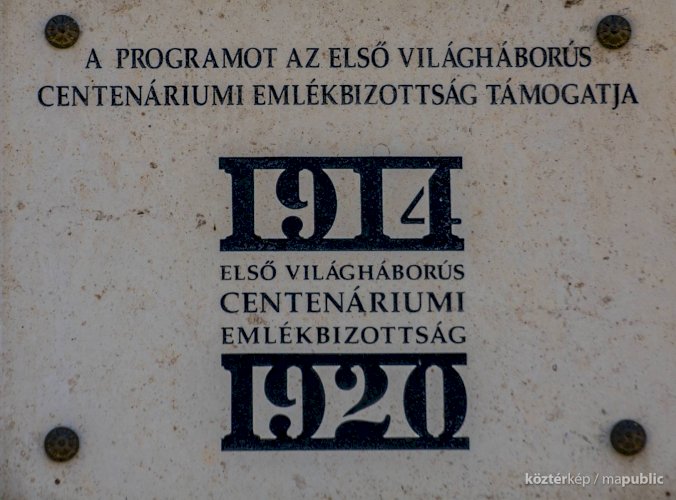 A PROGRAMOT AZ ELSŐ VILÁGHÁBORÚS
CENTENÁRIUMI EMLÉKBIZOTTSÁG TÁMOGATJA
1914
ELSŐ VILÁGHÁBORÚS
CENTENÁRIUMI
EMLÉKBIZOTTSÁG
1920
köztérkép / mapublic